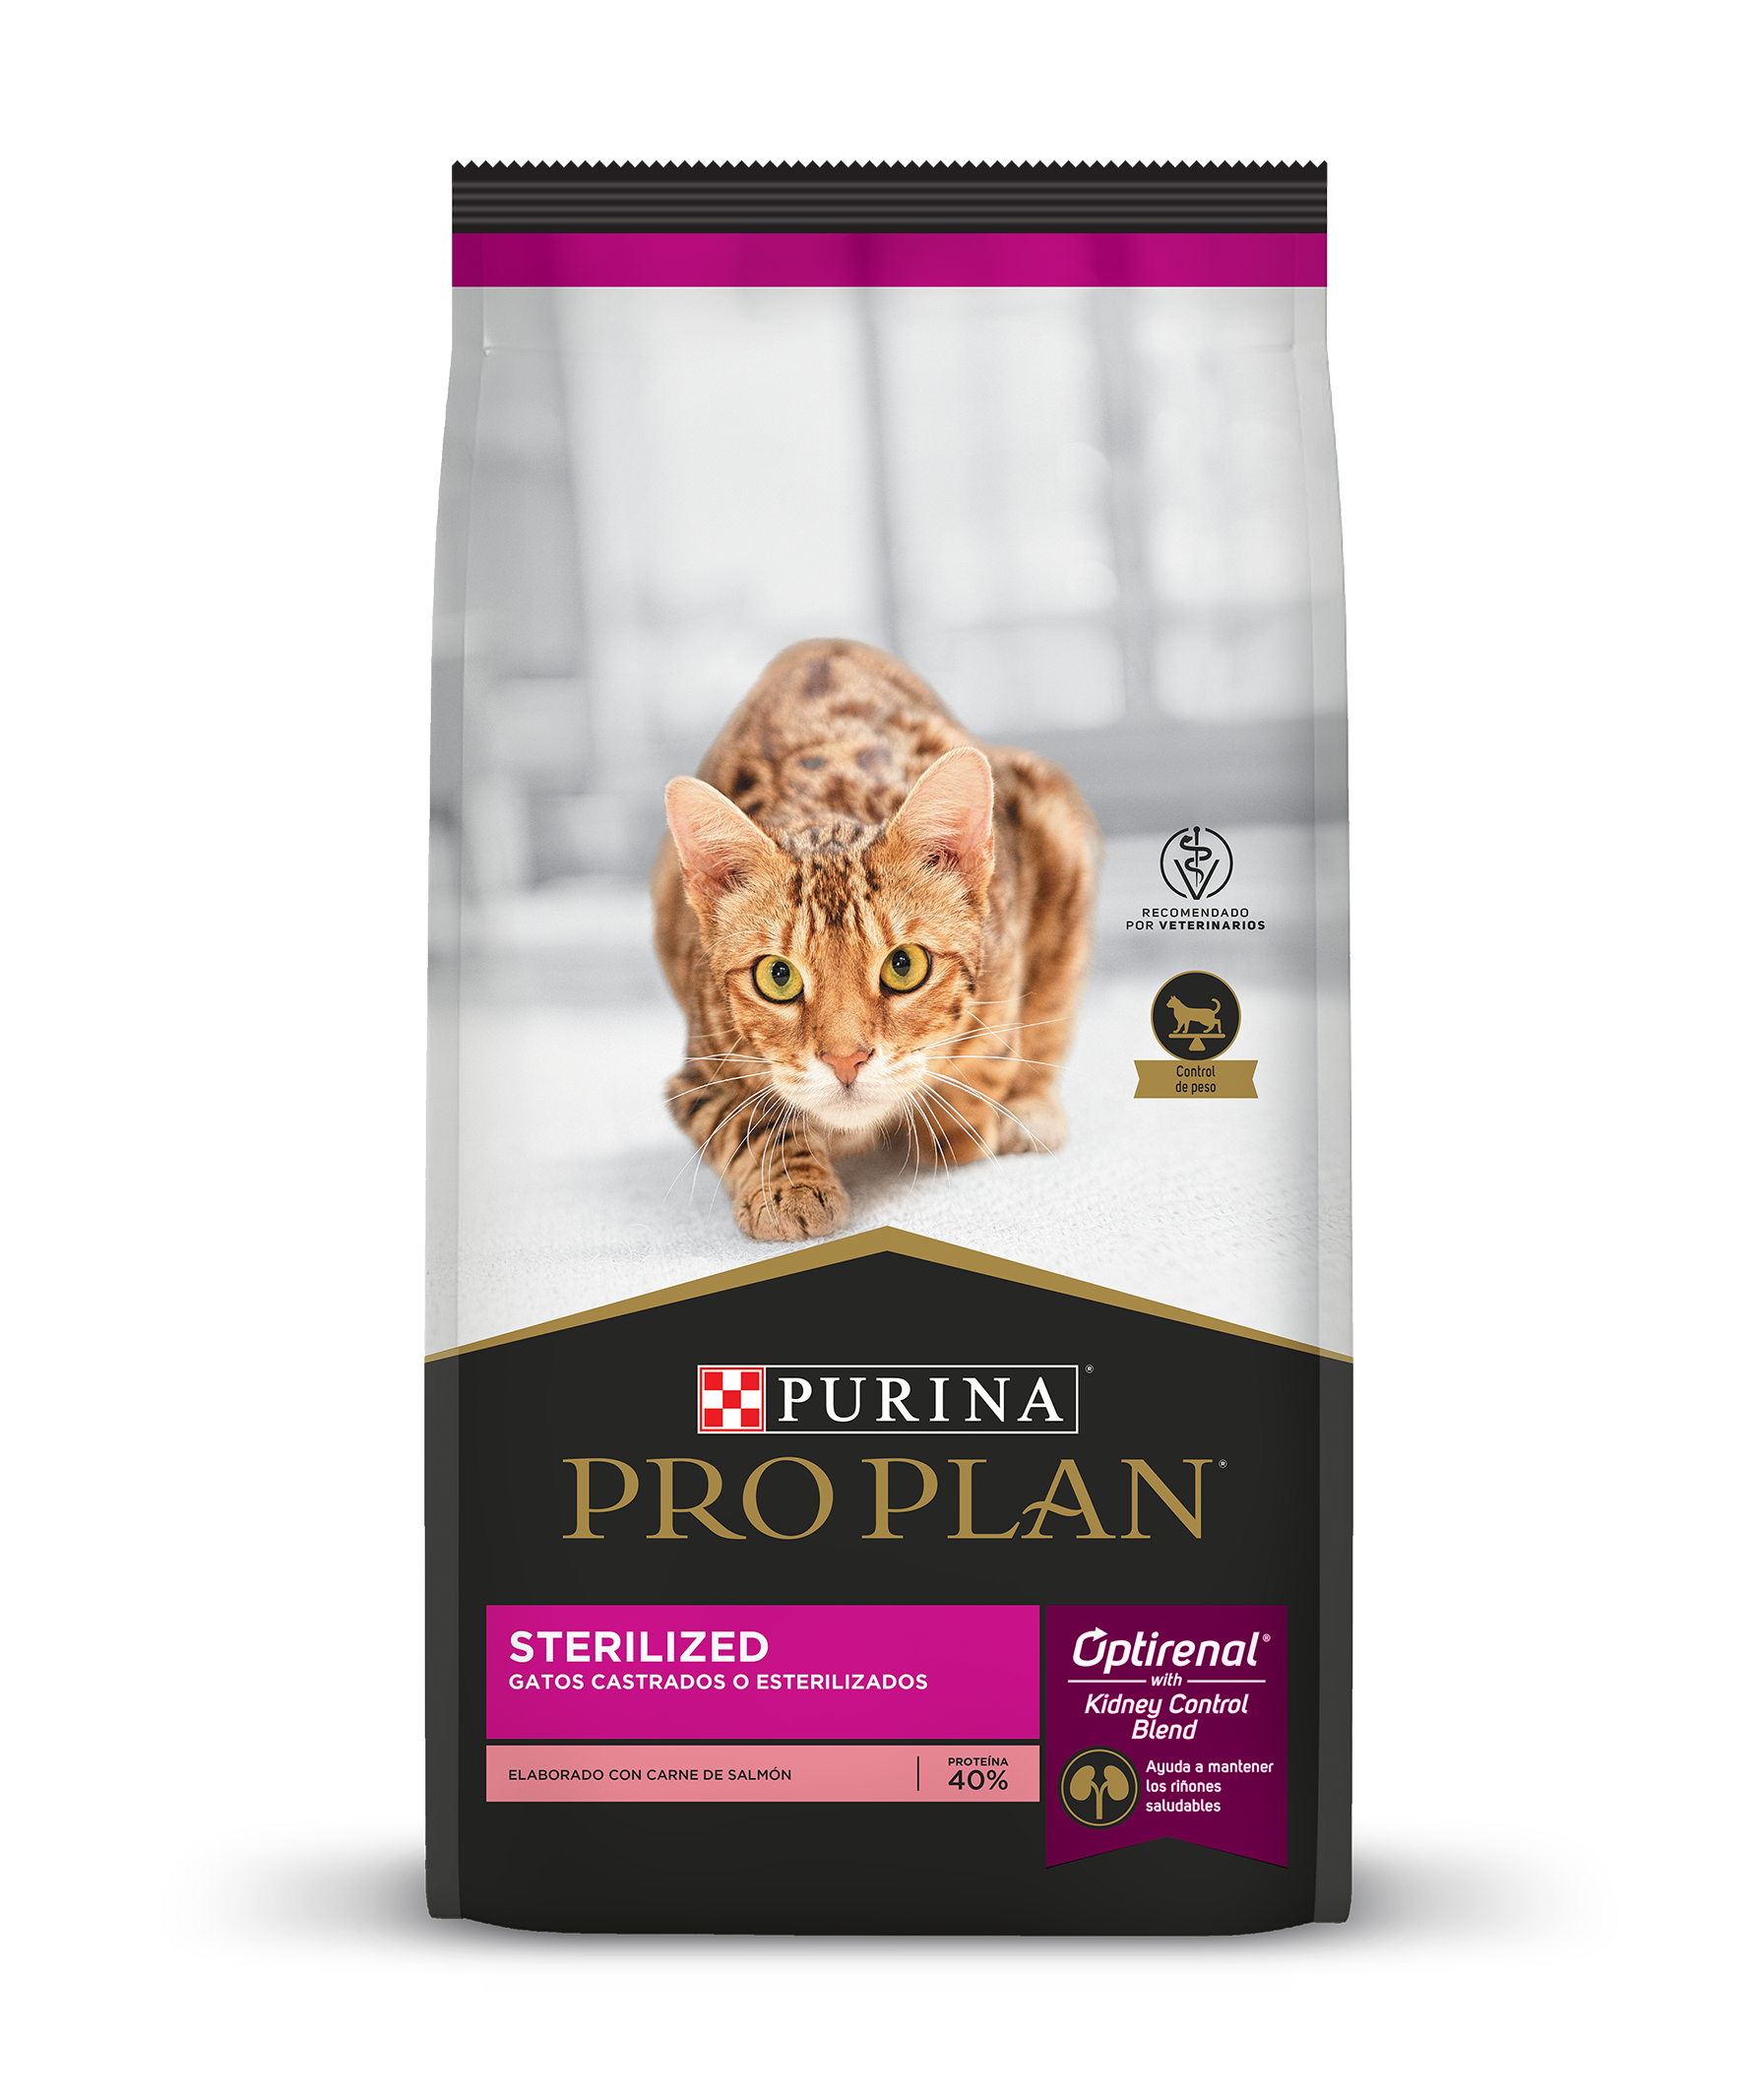 RECOMENDADO
POR VETERINARIOS
Control
de peso
PURINA®
PRO PLAN®
STERILIZED
GATOS CASTRADOS O ESTERILIZADOS
ELABORADO CON CARNE DE SALMÓN
PROTEÍNA
40%
Optirenal®
with
Kidney Control
Blend
Ayuda a mantener
los riñones
saludables